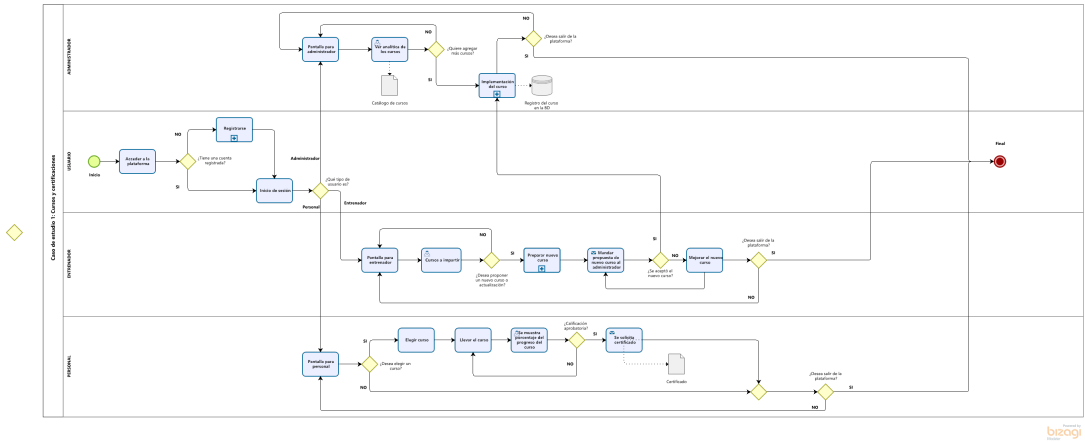 Caso de estudio 1: Cursos y certificaciones
ADMINISTRADOR
NO
NO
Pantalla para
administrador
Ver analítica de
los cursos
¿Quiere agregar
más cursos?
¿Desea salir de la
plataforma?
SI
SI
Implementación
del curso
Catálogo de cursos
Registro del curso
en la BD
USUARIO
Inicio
Acceder a la
plataforma
NO
Registrarse
¿Tiene una cuenta
registrada?
SI
Inicio de sesión
Administrador
¿Qué tipo de
usuario es?
Personal
Entrenador
Final
ENTRENADOR
NO
Pantalla para
entrenador
Cursos a impartir
¿Desea proponer
un nuevo curso o
actualización?
SI
Preparar nuevo
curso
Mandar
propuesta de
nuevo curso al
administrador
SI
NO
¿Se aceptó el
nuevo curso?
Mejorar el nuevo
curso
¿Desea salir de la
plataforma?
SI
NO
PERSONAL
Pantalla para
personal
SI
¿Desea elegir un
curso?
NO
Elegir curso
Llevar el curso
Se muestra
porcentaje del
progreso del
curso
¿Calificación
aprobatoria?
SI
NO
Se solicita
certificado
Certificado
¿Desea salir de la
plataforma?
SI
NO
Powered by
bizagi
Modeler